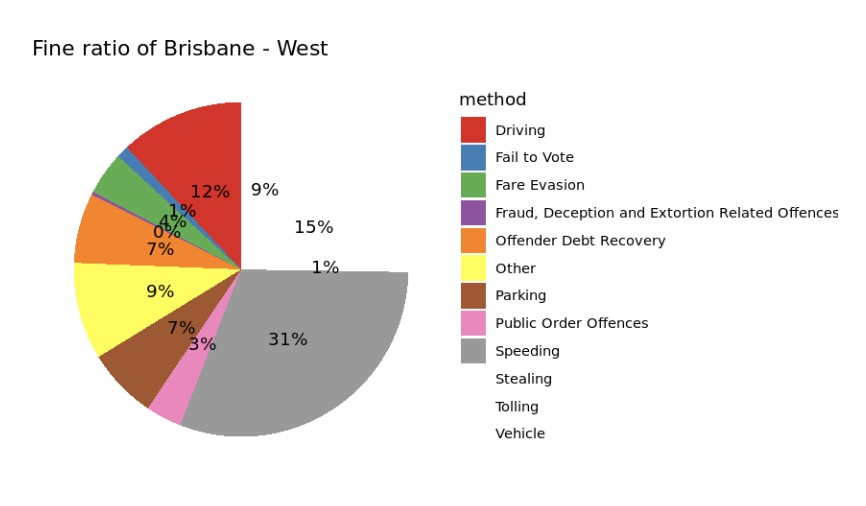 Fine ratio of Brisbane - West
12%
9%
1%
4%
0%
7%
15%
1%
9%
7%
3%
31%
method
Driving
Fail to Vote
Fare Evasion
Fraud, Deception and Extortion Related Offences
Offender Debt Recovery
Other
Parking
Public Order Offences
Speeding
Stealing
Tolling
Vehicle